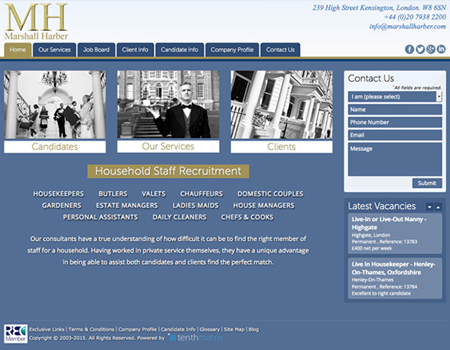 MH
Marshall Harber
239 High Street Kensington, London. W8 6SN
+44 (0)20 7938 2200
info@marshallharber.com
Home
Our Services
Job Board
Client Info
Candidate Info
Company Profile
Contact Us
Candidates
Our Services
Clients
Household Staff Recruitment
HOUSEKEEPERS BUTLERS VALETS CHAUFFEURS DOMESTIC COUPLES
GARDENERS ESTATE MANAGERS LADIES MAIDS HOUSE MANAGERS
PERSONAL ASSISTANTS DAILY CLEANERS CHEFS & COOKS
Our consultants have a true understanding of how difficult it can be to find the right member of
staff for a household. Having worked in private service themselves, they have a unique advantage
in being able to assist both candidates and clients find the perfect match.
Contact Us
*All fields are required.
I am (please select)
Name
Phone Number
Email
Message
Submit
Latest Vacancies
Live-in or Live-Out Nanny -
Highgate
Highgate, London
Permanent , Reference: 13783
£400 net per week
Live In Housekeeper - Henley-
On-Thames, Oxfordshire
Henley On-Thames
Permanent , Reference: 13784
Excellent to right candidate
REC
Member
Exclusive Links | Terms & Conditions | Company Profile | Candidate Info | Glossary | Site Map | Blog
Copyright © 2003-2015. All Rights Reserved. Powered by tenthmatrix